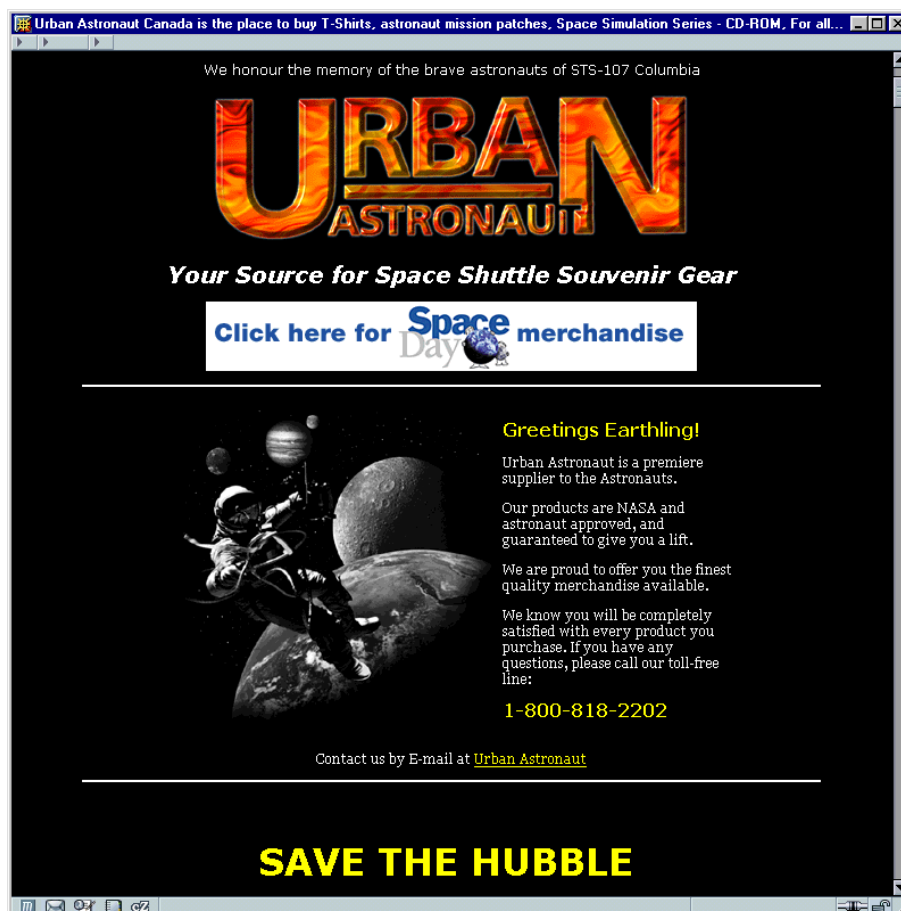 Urban Astronaut Canada is the place to buy T-Shirts, astronaut mission patches, Space Simulation Series - CD-ROM, For all...
We honour the memory of the brave astronauts of STS-107 Columbia
URBAN
ASTRONAUT
Your Source for Space Shuttle Souvenir Gear
Click here for Space Day merchandise
Greetings Earthling!
Urban Astronaut is a premiere
supplier to the Astronauts.
Our products are NASA and
astronaut approved, and
guaranteed to give you a lift.
We are proud to offer you the finest
quality merchandise available.
We know you will be completely
satisfied with every product you
purchase. If you have any
questions, please call our toll-free
line:
1-800-818-2202
Contact us by E-mail at Urban Astronaut
SAVE THE HUBBLE